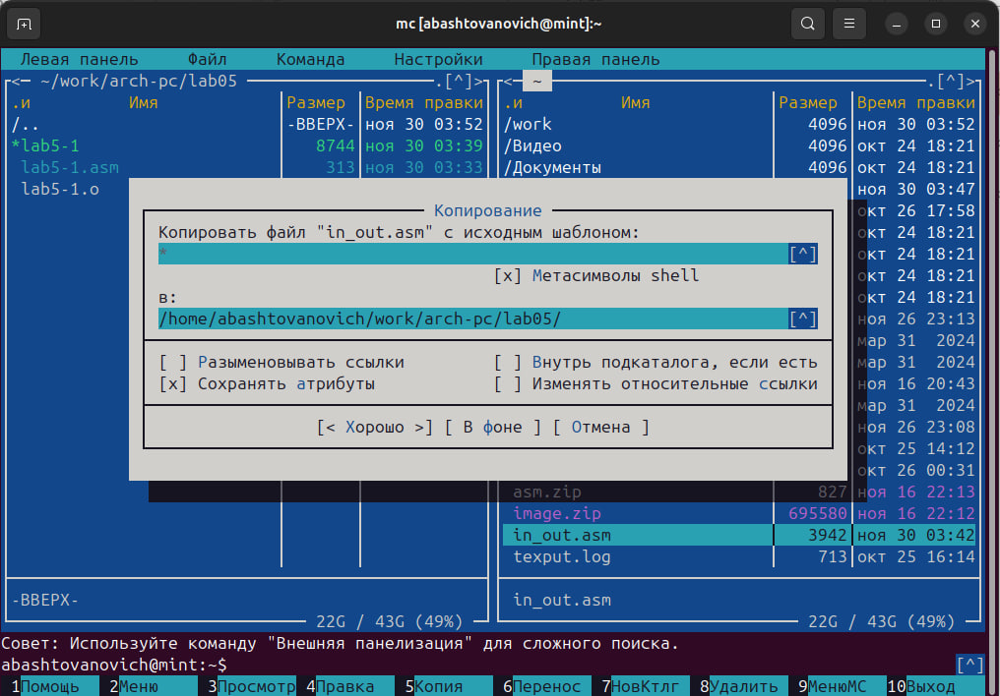 mc [abashtovanovich@mint]:~
Левая панель Файл Команда Настройки Правая панель
<─ ~/work/arch-pc/lab05 .[^]> <─ ~ .[^]>
.и Имя Размер Время правки .и Имя Размер Время правки
/.. -ВВЕРХ- ноя 30 03:52 /work 4096 ноя 30 03:52
*lab5-1 8744 ноя 30 03:39 /Видео 4096 окт 24 18:21
lab5-1.asm 313 ноя 30 03:33 /Документы 4096 окт 24 18:21
lab5-1.o ноя 30 03:47
Копирование окт 26 17:58
Копировать файл "in_out.asm" с исходным шаблоном: окт 24 18:21
* [^] окт 24 18:21
[x] Метасимволы shell окт 24 18:21
в: окт 24 18:21
/home/abashtovanovich/work/arch-pc/lab05/ [^] ноя 26 23:13
мар 31 2024
[ ] Разыменовывать ссылки [ ] Внутрь подкаталога, если есть мар 31 2024
[x] Сохранять атрибуты [ ] Изменять относительные ссылки ноя 16 20:43
мар 31 2024
[< Хорошо >] [ В фоне ] [ Отмена ] ноя 26 23:08
окт 25 14:12
окт 26 00:31
asm.zip 827 ноя 16 22:13
image.zip 695580 ноя 16 22:12
in_out.asm 3942 ноя 30 03:42
texput.log 713 окт 25 16:14
-ВВЕРХ- in_out.asm
22G / 43G (49%) 22G / 43G (49%)
Совет: Используйте команду "Внешняя панелизация" для сложного поиска.
abashtovanovich@mint:~$ [^]
1Помощь 2Меню 3Просмотр 4Правка 5Копия 6Перенос 7НовКтлг 8Удалить 9МенюМС 10Выход